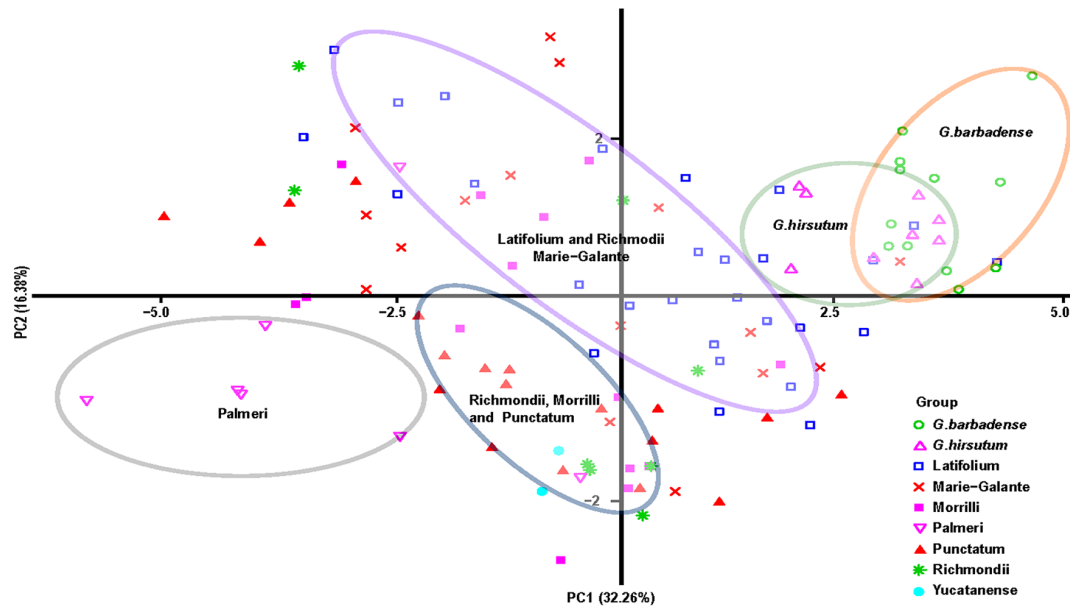 G.barbadense
2
G.hirsutum
Latifolium and Richmodii
Marie-Galante
PC2 (16.38%)
−5.0
−2.5
2.5
5.0
Richmondii, Morrilli
and Punctatum
Palmeri
−2
PC1 (32.26%)
Group
G.barbadense
G.hirsutum
Latifolium
Marie-Galante
Morrilli
Palmeri
Punctatum
Richmondii
Yucatanense